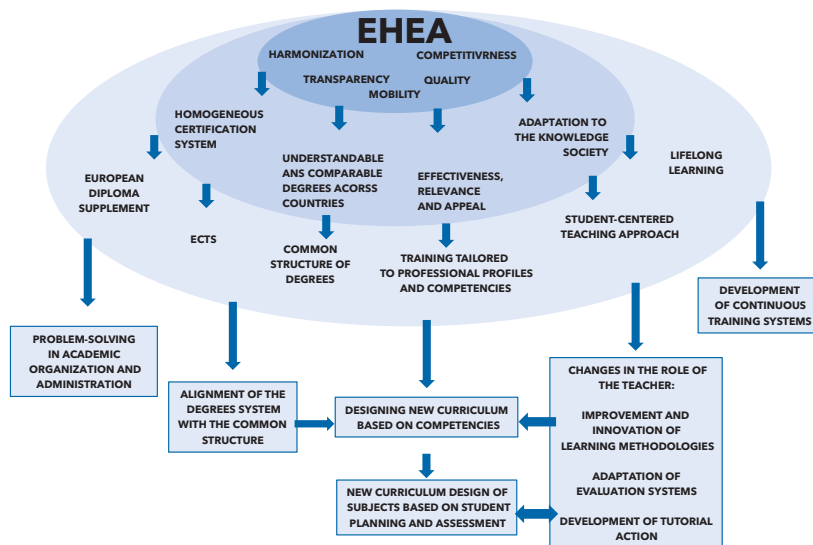 EHEA
HARMONIZATION
COMPETITIVRNESS
TRANSPARENCY
QUALITY
MOBILITY
HOMOGENEOUS
CERTIFICATION
SYSTEM
UNDERSTANDABLE
ANS COMPARABLE
DEGREES ACORSS
COUNTRIES
EFFECTIVENESS,
RELEVANCE
AND APPEAL
ADAPTATION TO
THE KNOWLEDGE
SOCIETY
EUROPEAN
DIPLOMA
SUPPLEMENT
ECTS
COMMON
STRUCTURE OF
DEGREES
TRAINING TAILORED
TO PROFESSIONAL PROFILES
AND COMPETENCIES
STUDENT-CENTERED
TEACHING APPROACH
LIFELONG
LEARNING
PROBLEM-SOLVING
IN ACADEMIC
ORGANIZATION AND
ADMINISTRATION
ALIGNMENT OF THE
DEGREES SYSTEM
WITH THE COMMON
STRUCTURE
DESIGNING NEW CURRICULUM
BASED ON COMPETENCIES
NEW CURRICULUM DESIGN OF
SUBJECTS BASED ON STUDENT
PLANNING AND ASSESSMENT
CHANGES IN THE ROLE OF
THE TEACHER:
IMPROVEMENT AND
INNOVATION OF
LEARNING METHODOLOGIES
ADAPTATION OF
EVALUATION SYSTEMS
DEVELOPMENT OF TUTORIAL
ACTION
DEVELOPMENT
OF CONTINUOUS
TRAINING SYSTEMS